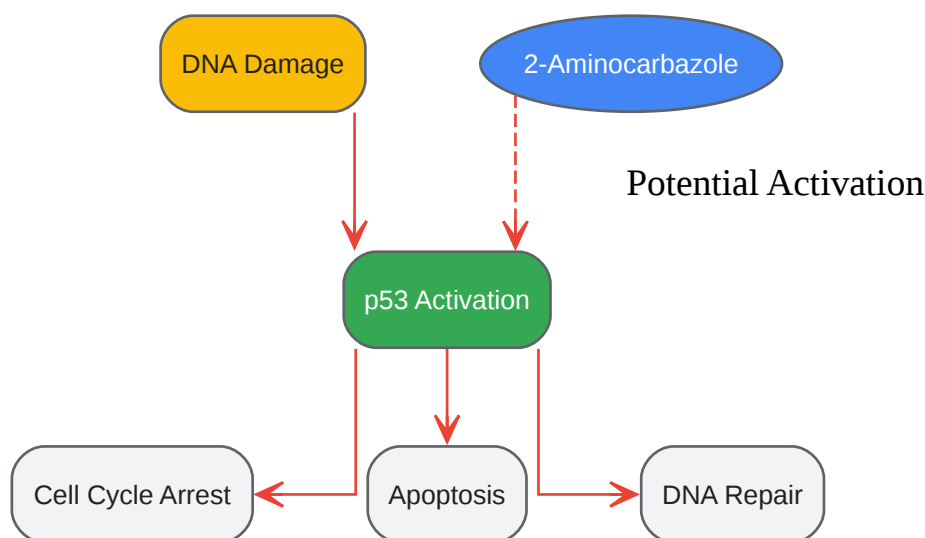 DNA Damage
2-Aminocarbazole
Potential Activation
p53 Activation
Cell Cycle Arrest
Apoptosis
DNA Repair